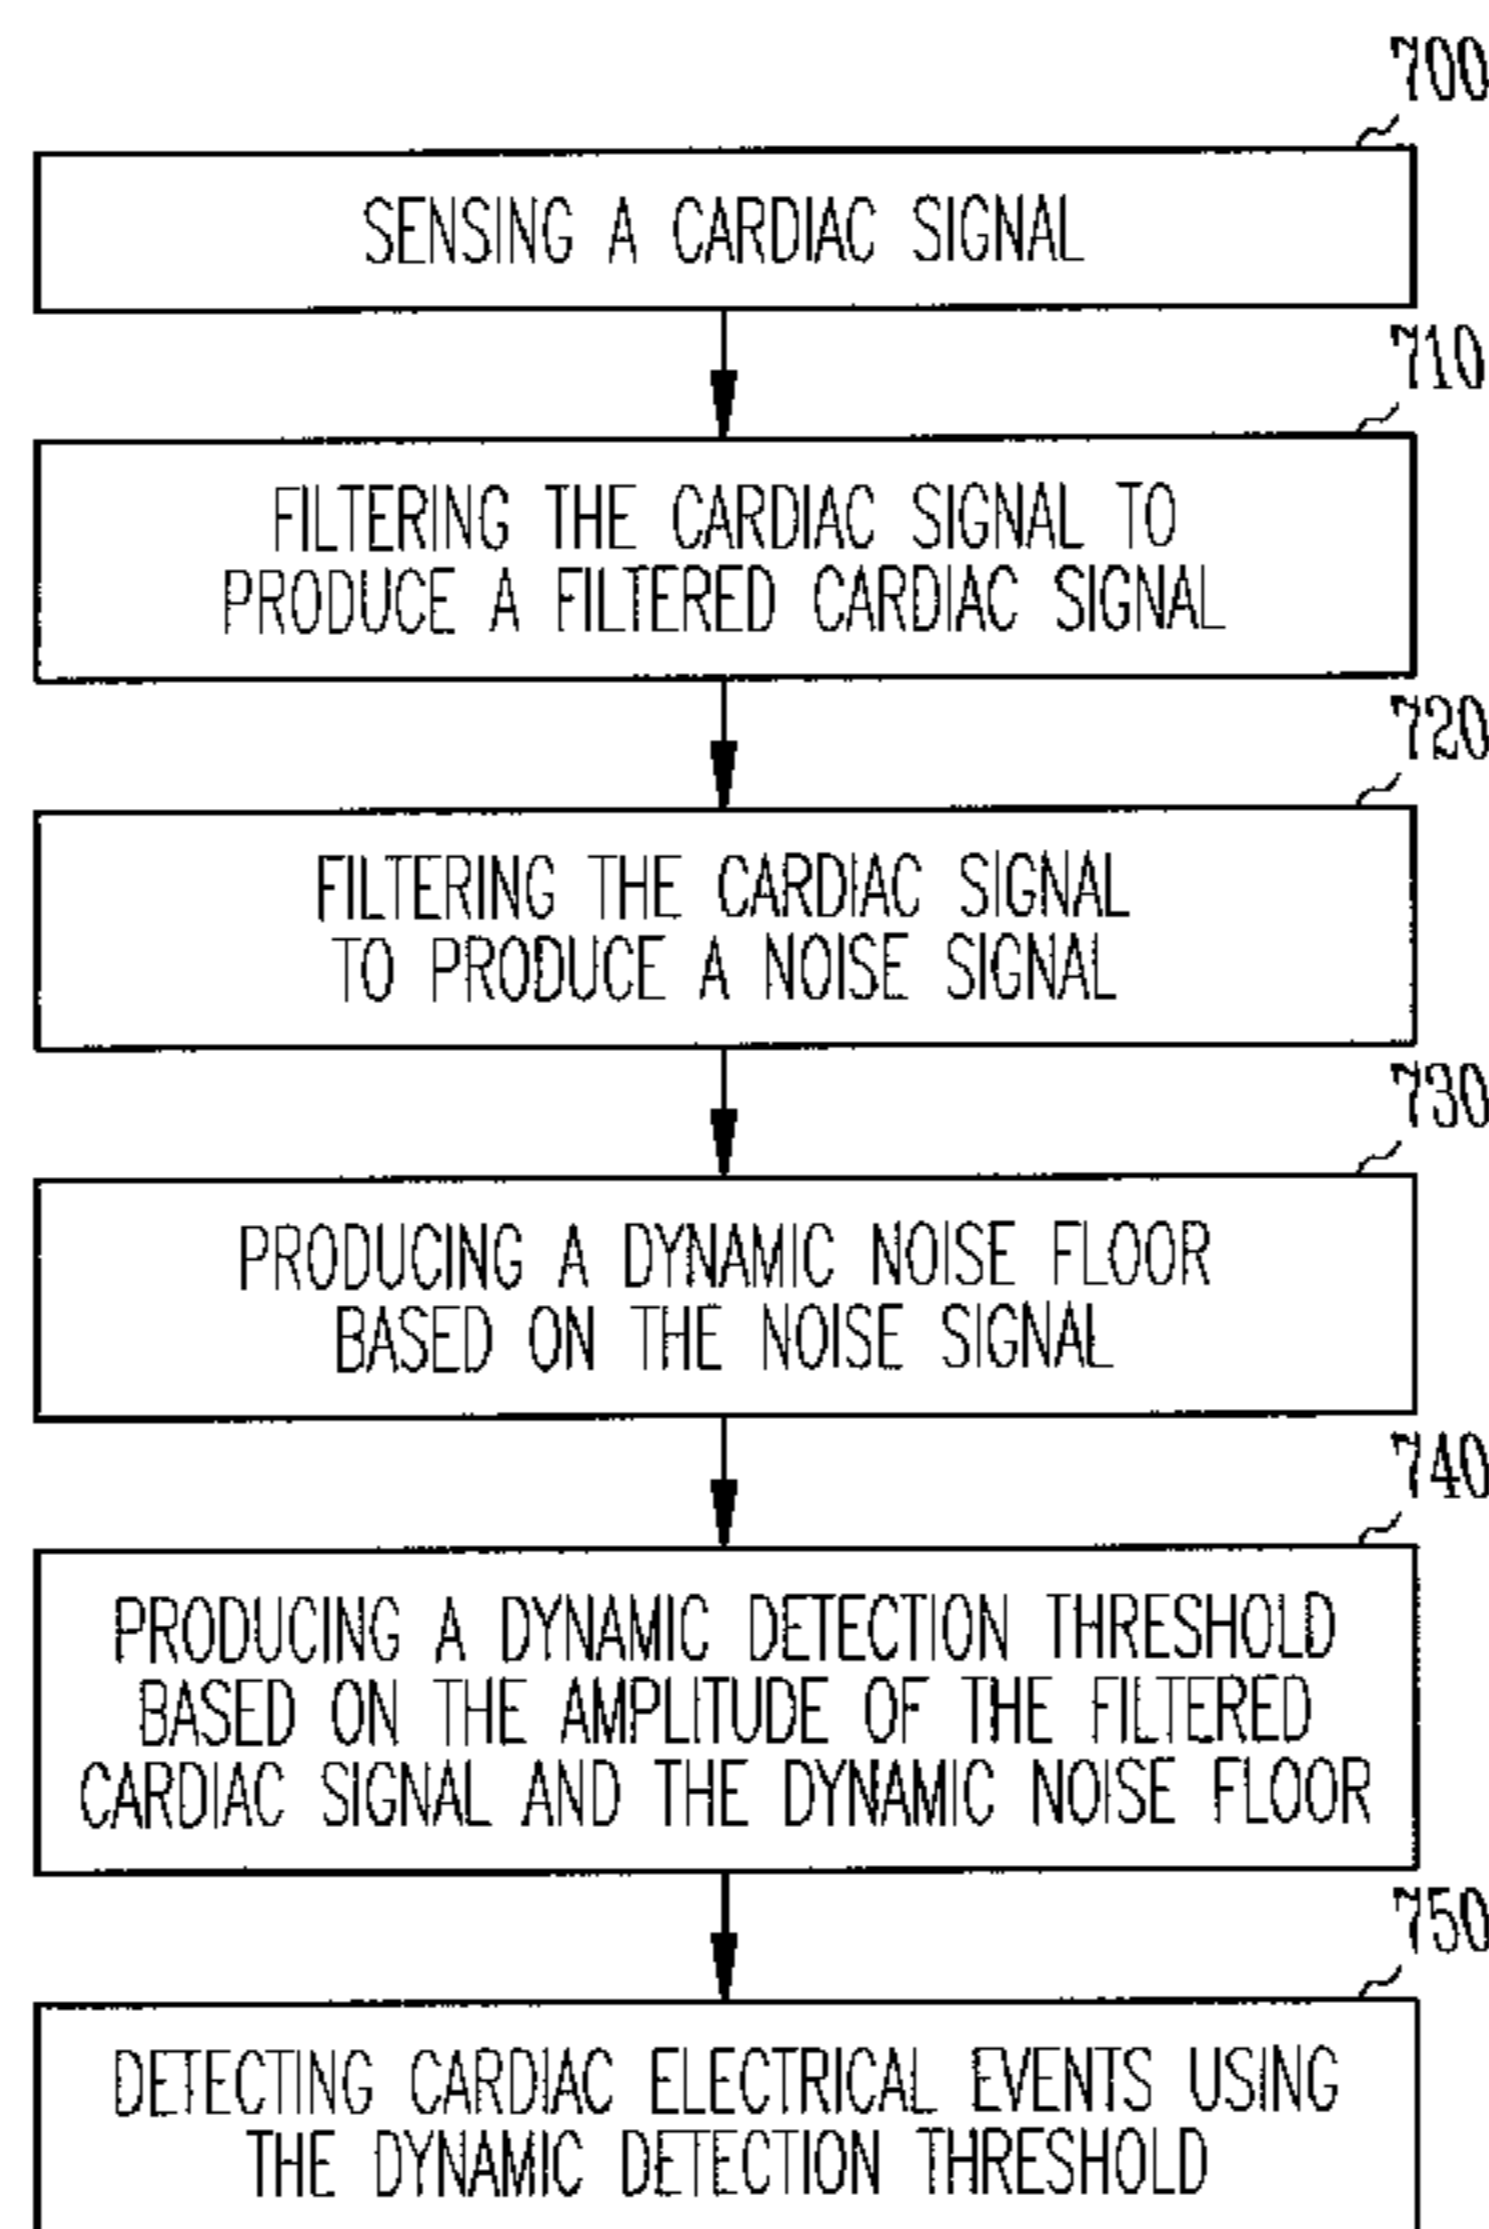 700
SENSING A CARDIAC SIGNAL
710
FILTERING THE CARDIAC SIGNAL TO
PRODUCE A FILTERED CARDIAC SIGNAL
720
FILTERING THE CARDIAC SIGNAL
TO PRODUCE A NOISE SIGNAL
730
PRODUCING A DYNAMIC NOISE FLOOR
BASED ON THE NOISE SIGNAL
740
PRODUCING A DYNAMIC DETECTION THRESHOLD
BASED ON THE AMPLITUDE OF THE FILTERED
CARDIAC SIGNAL AND THE DYNAMIC NOISE FLOOR
750
DETECTING CARDIAC ELECTRICAL EVENTS USING
THE DYNAMIC DETECTION THRESHOLD